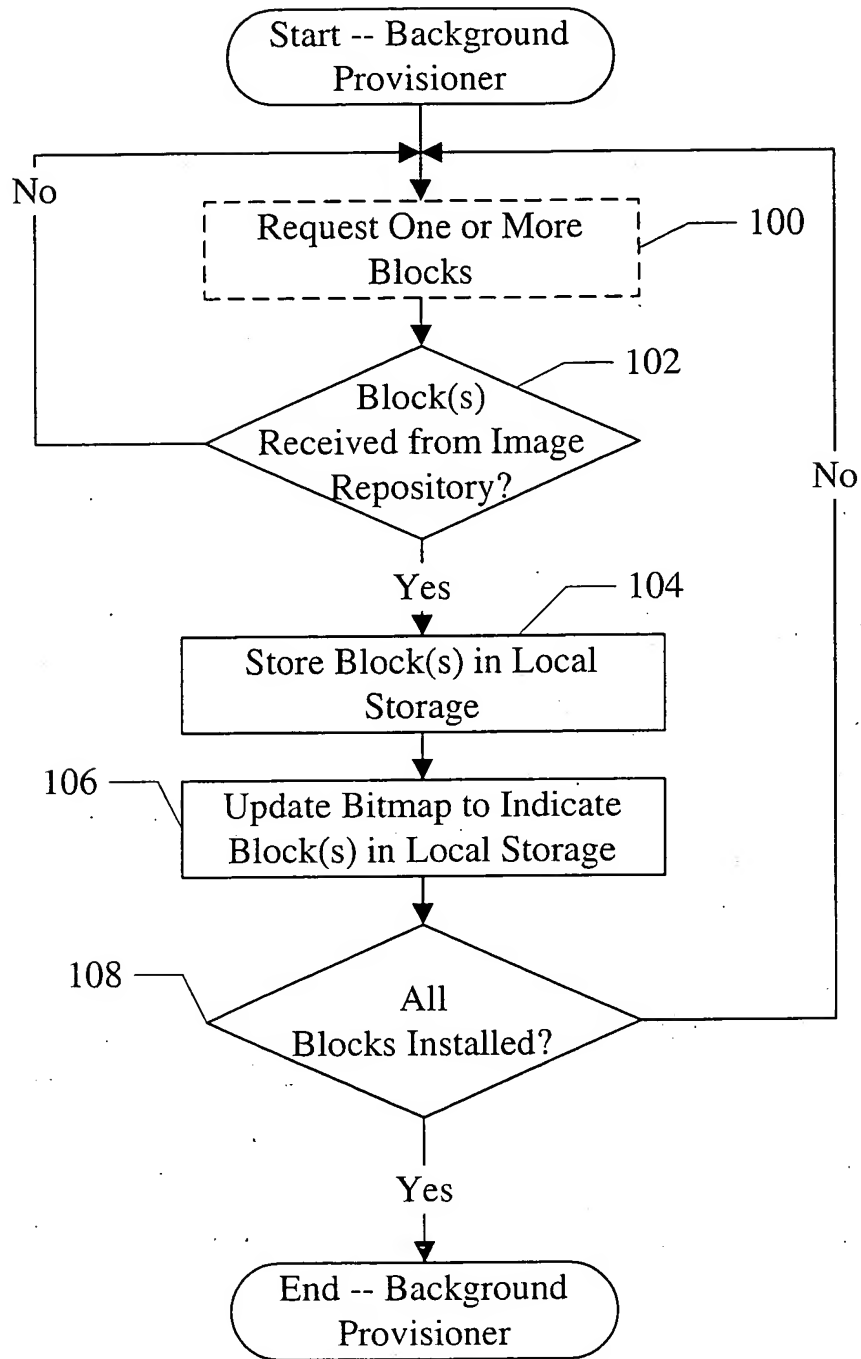 Start -- Background
Provisioner
No
Request One or More
Blocks
100
102
Block(s)
Received from Image
Repository?
No
Yes
104
Store Block(s) in Local
Storage
106
Update Bitmap to Indicate
Block(s) in Local Storage
108
All
Blocks Installed?
Yes
End -- Background
Provisioner